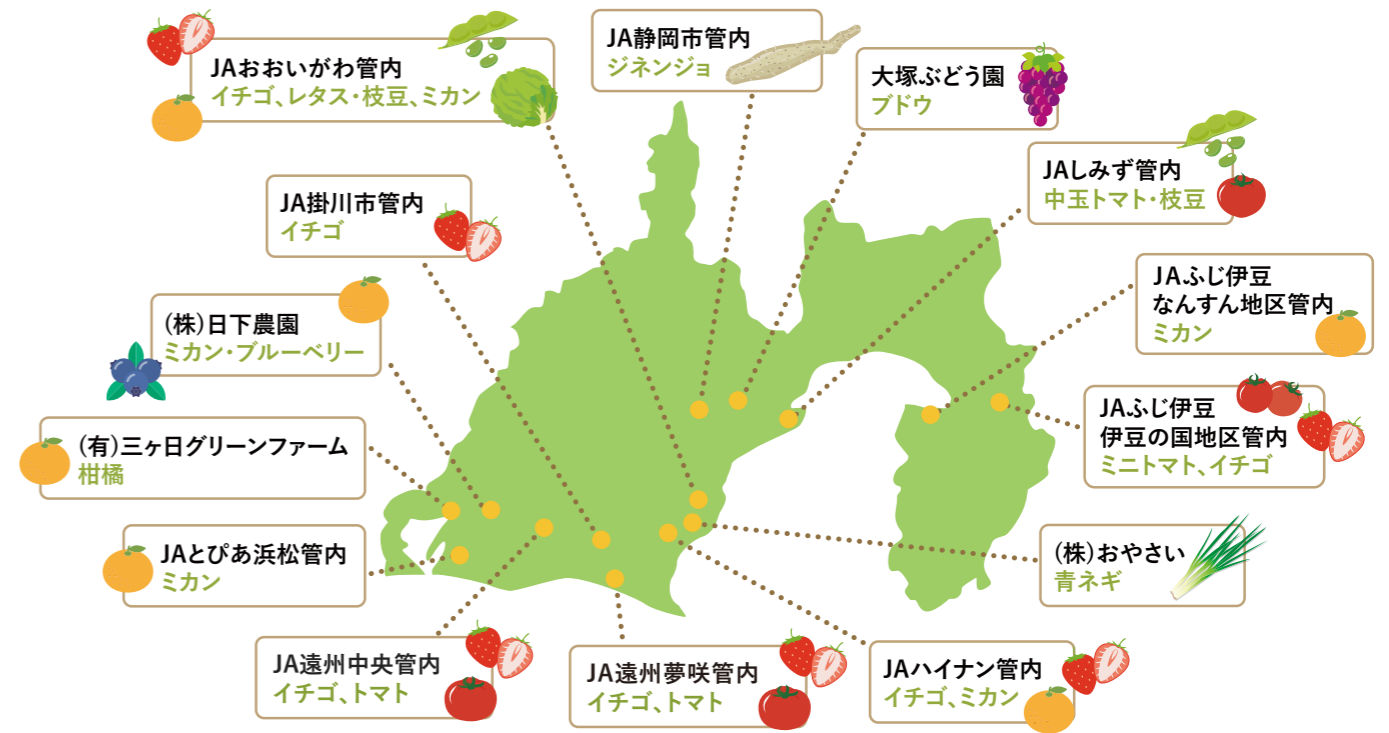 JAおおいがわ管内
イチゴ、レタス・枝豆、ミカン
JA静岡市管内
ジネンジョ
大塚ぶどう園
ブドウ
JAしみず管内
中玉トマト・枝豆
JA掛川市管内
イチゴ
JAふじ伊豆
なんすん地区管内
ミカン
(株)日下農園
ミカン・ブルーベリー
JAふじ伊豆
伊豆の国地区管内
ミニトマト、イチゴ
(有)三ヶ日グリーンファーム
柑橘
JAとぴあ浜松管内
ミカン
(株)おやさい
青ネギ
JA遠州中央管内
イチゴ、トマト
JA遠州夢咲管内
イチゴ、トマト
JAハイナン管内
イチゴ、ミカン